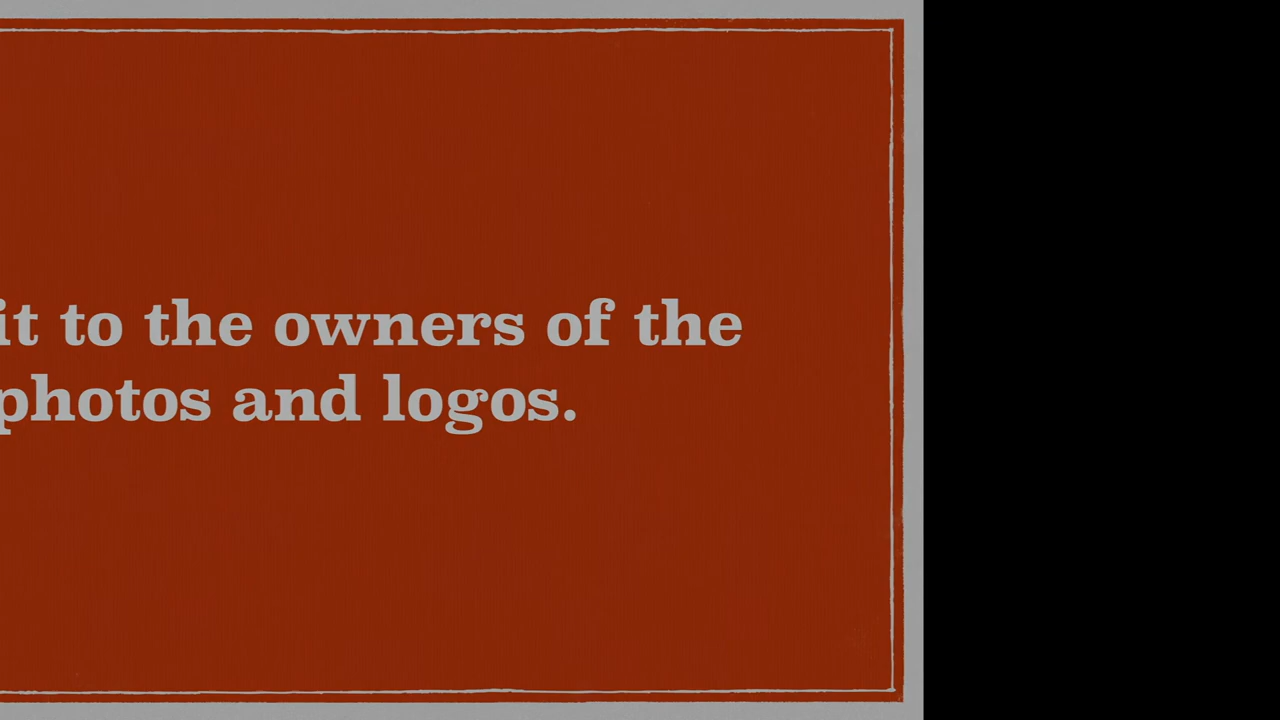 it to the owners of the
photos and logos.